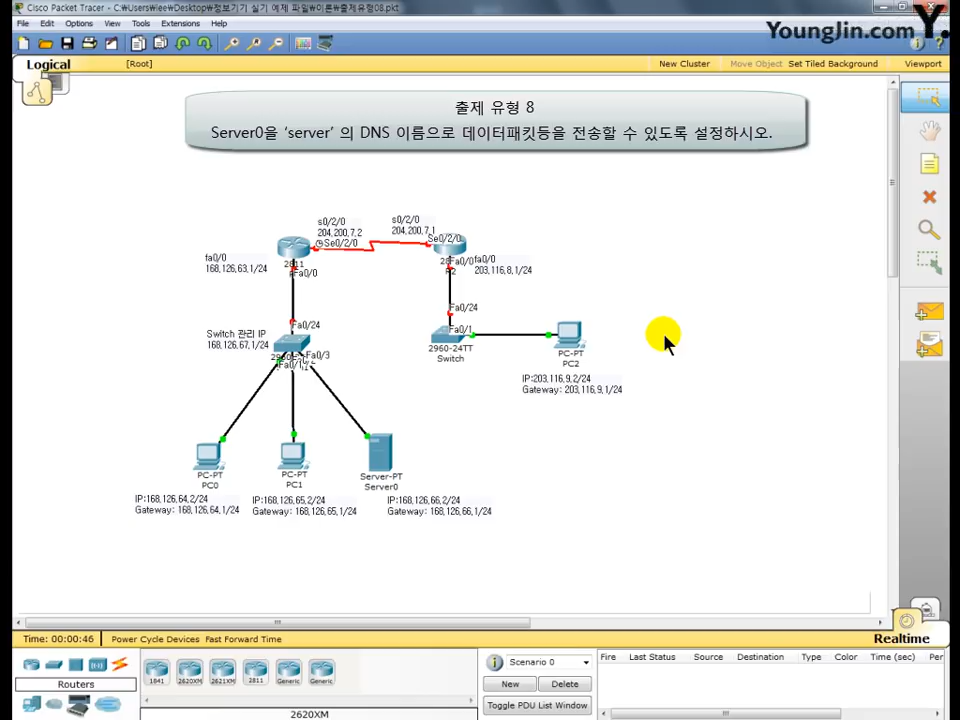 Cisco Packet Tracer - C:\Users\lee\Desktop\정보기기 실기 예제 파일\이론\출제유형08.pkt
File Edit Options View Tools Extensions Help
YoungJin.com Y.
Logical
[Root]
New Cluster
Move Object
Set Tiled Background
Viewport
출제 유형 8
Server0을 ‘server’ 의 DNS 이름으로 데이터패킷등을 전송할 수 있도록 설정하시오.
s0/2/0
204,200,7,2
Se0/2/0
s0/2/0
204,200,7,1
Se0/2/0
fa0/0
168,126,63,1/24
2811
Fa0/0
Fa0/0
fa0/0
203,116,8,1/24
Fa0/24
Fa0/24
Switch 관리 IP
168,126,67,1/24
Fa0/3
Fa0/1
Fa0/1
2960-24TT
Switch
PC-PT
PC2
IP:203,116,9,2/24
Gateway: 203,116,9,1/24
PC-PT
PC0
PC-PT
PC1
Server-PT
Server0
IP:168,126,64,2/24
Gateway: 168,126,64,1/24
IP:168,126,65,2/24
Gateway: 168,126,65,1/24
IP:168,126,66,2/24
Gateway: 168,126,66,1/24
Time: 00:00:46
Power Cycle Devices Fast Forward Time
Realtime
Routers
1841
2620XM
2621XM
2811
Generic
Generic
2620XM
Scenario 0
New
Delete
Toggle PDU List Window
Fire
Last Status
Source
Destination
Type
Color
Time (sec)
Per